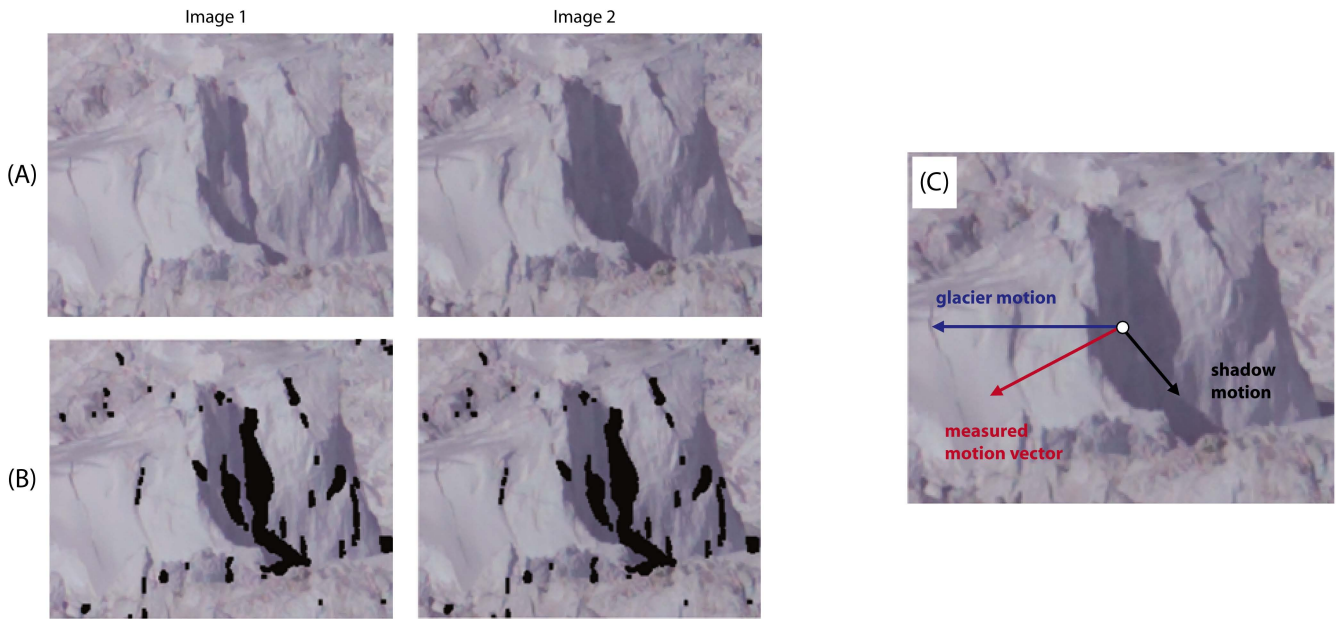 Image 1
Image 2
(A)
(B)
(C)
glacier motion
shadow
motion
measured
motion vector